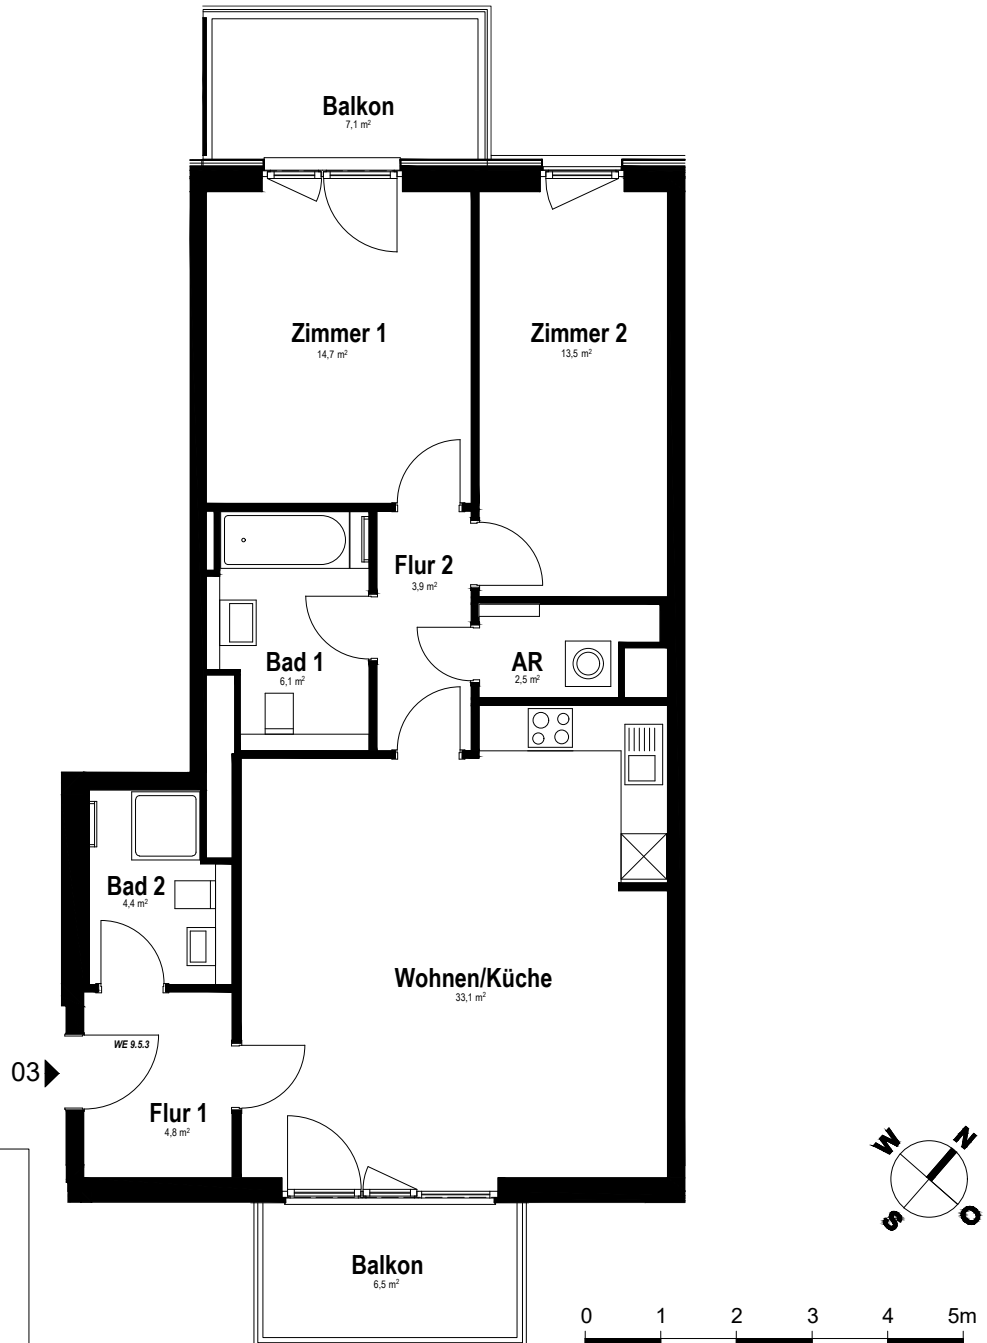 Balkon
7,1 m²
Zimmer 1
14,7 m²
Zimmer 2
13,5 m²
Flur 2
3,9 m²
Bad 1
6,1 m²
AR
2,5 m²
Bad 2
4,4 m²
Wohnen/Küche
33,1 m²
WE 9.5.3
03
Flur 1
4,8 m²
W N
S O
Balkon
6,5 m²
0 1 2 3 4 5m